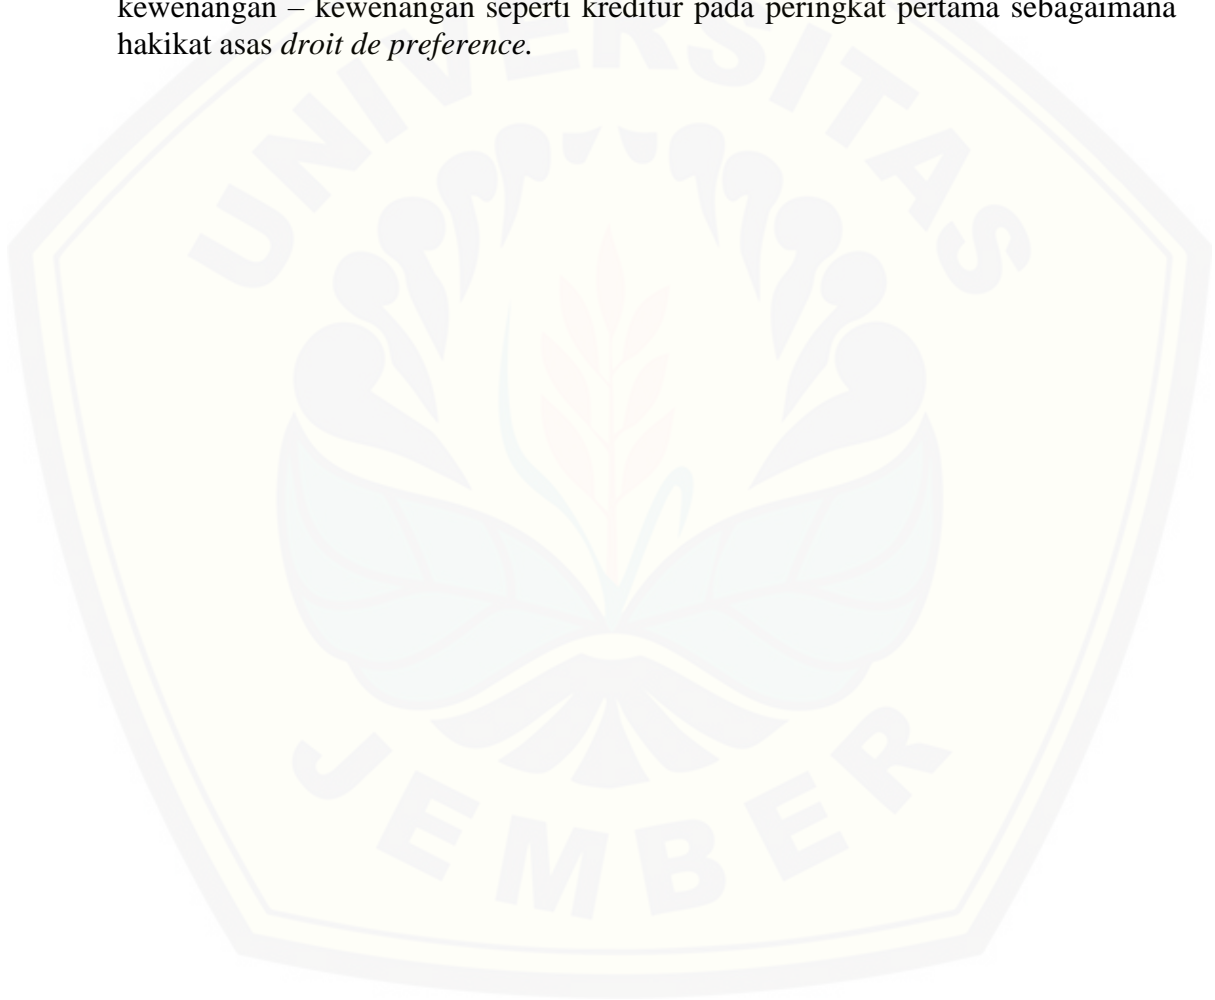 kewenangan – kewenangan seperti kreditur pada peringkat pertama sebagaimana
hakikat asas droit de preference.
UNIVERSITAS
JEMBER